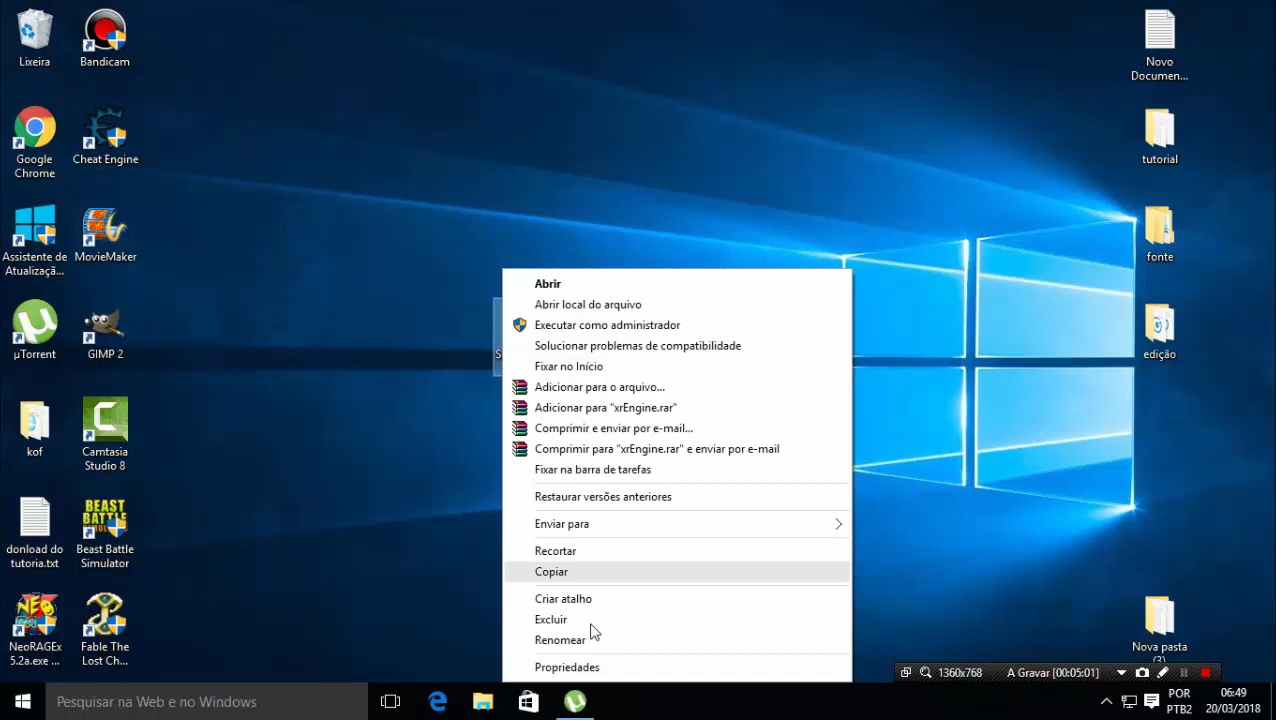 Lixeira
Bandicam
Google
Chrome
Cheat Engine
Assistente de
Atualizaçã...
MovieMaker
µTorrent
GIMP 2
kof
Camtasia
Studio 8
BEAST
BATTLE
donload do
tutoria.txt
Beast Battle
Simulator
NEO
NeoRAGEx
5.2a.exe ...
Fable The
Lost Ch...
Novo
Documen...
tutorial
fonte
edição
Nova pasta
(3)
S
Abrir
Abrir local do arquivo
Executar como administrador
Solucionar problemas de compatibilidade
Fixar no Início
Adicionar para o arquivo...
Adicionar para "xrEngine.rar"
Comprimir e enviar por e-mail...
Comprimir para "xrEngine.rar" e enviar por e-mail
Fixar na barra de tarefas
Restaurar versões anteriores
Enviar para
Recortar
Copiar
Criar atalho
Excluir
Renomear
Propriedades
1360x768
A Gravar [00:05:01]
Pesquisar na Web e no Windows
POR
PTB2
06:49
20/03/2018